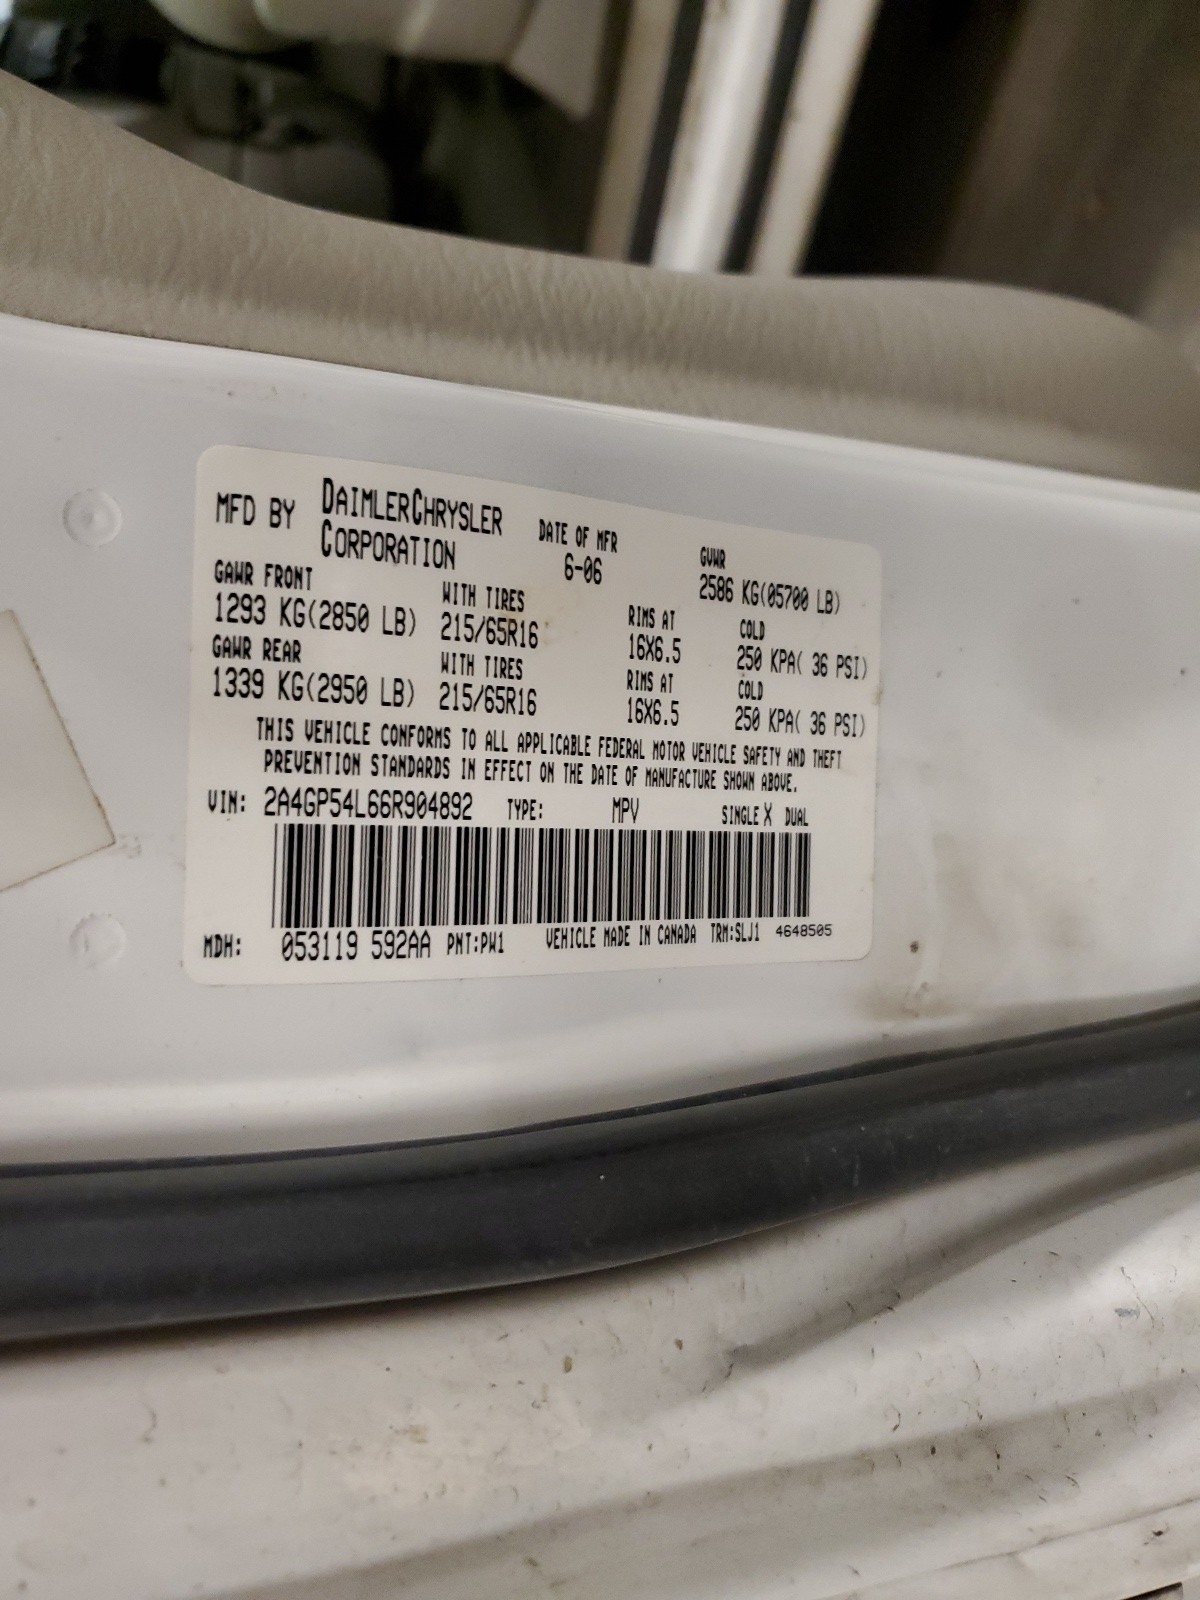 MFD BY DAIMLERCHRYSLER CORPORATION DATE OF MFR 6-06 GVWR 2586 KG(05700 LB)
GAWR FRONT WITH TIRES RIMS AT COLD
1293 KG(2850 LB) 215/65R16 16X6.5 250 KPA( 36 PSI)
GAWR REAR WITH TIRES RIMS AT COLD
1339 KG(2950 LB) 215/65R16 16X6.5 250 KPA( 36 PSI)
THIS VEHICLE CONFORMS TO ALL APPLICABLE FEDERAL MOTOR VEHICLE SAFETY AND THEFT
PREVENTION STANDARDS IN EFFECT ON THE DATE OF MANUFACTURE SHOWN ABOVE.
VIN: 2A4GP54L66R904892 TYPE: MPV SINGLE X DUAL
MDH: 053119 592AA PNT:PW1 VEHICLE MADE IN CANADA TRM:SLJ1 4648505